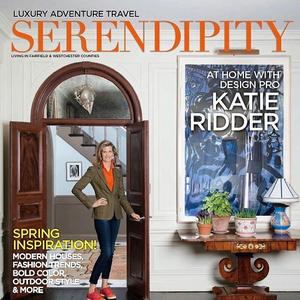 LUXURY ADVENTURE TRAVEL
SERENDIPITY
LIVING IN FAIRFIELD & WESTCHESTER COUNTIES
AT HOME WITH
DESIGN PRO
KATIE
RIDDER
SPRING
INSPIRATION!
MODERN HOUSES,
FASHION TRENDS,
BOLD COLOR,
OUTDOOR STYLE
& MORE